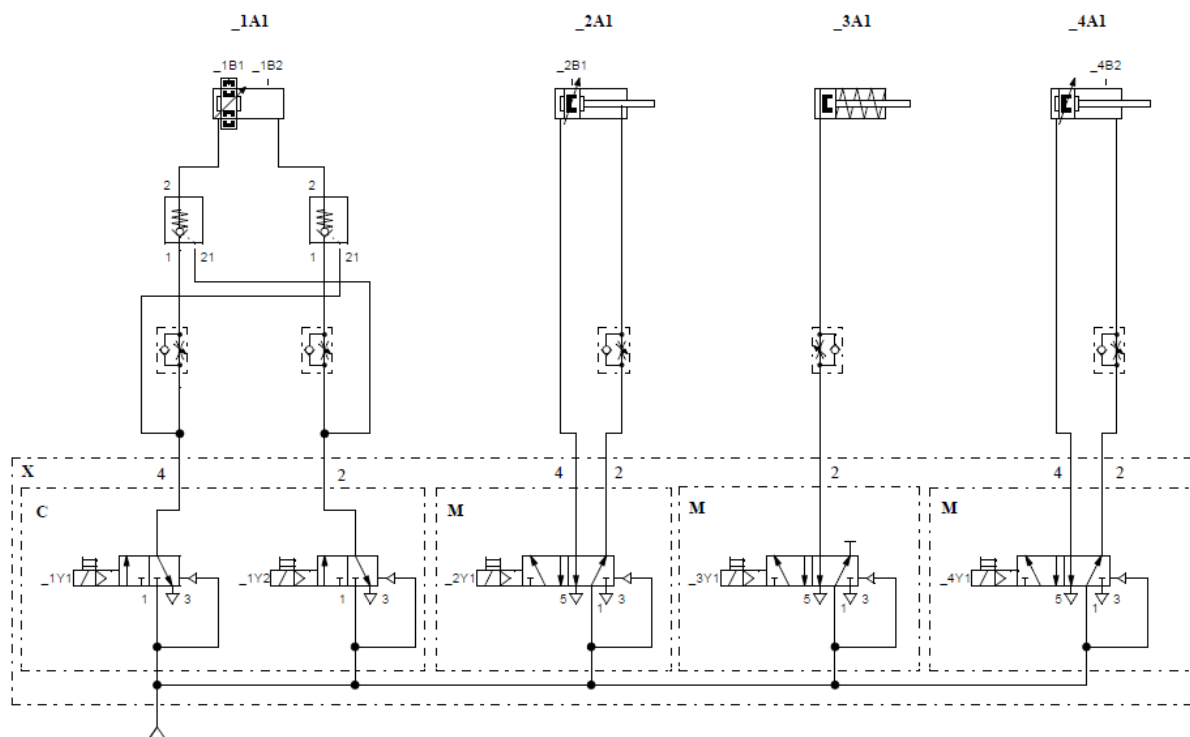 _1A1 _2A1 _3A1 _4A1
_1B1 _1B2 _2B1 _4B2
2 2
1 21 1 21
X 4 2 4 2 2 4 2
C M M M
_1Y1 _1Y2 _2Y1 _3Y1 _4Y1
1 3 1 3 5 1 3 5 1 3 5 1 3